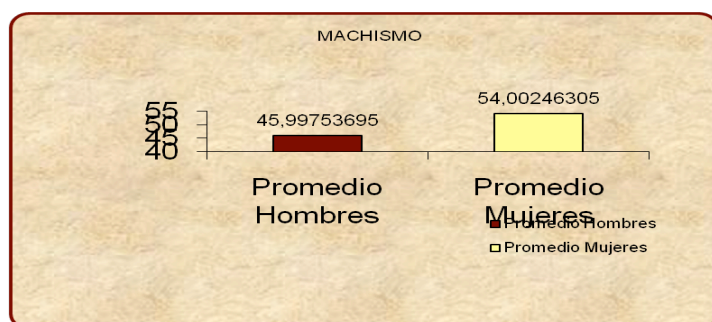 MACHISMO
45,99753695
54,00246305
55
50
45
40
Promedio
Hombres
Promedio
Mujeres
Promedio Hombres
Promedio Mujeres